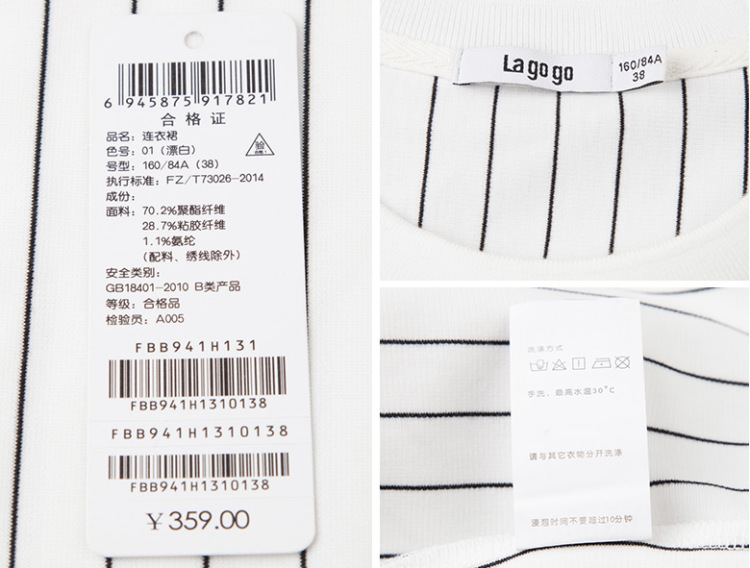 6 945875 917821
合格证
品名：连衣裙
色号：01（漂白）
号型：160/84A（38）
验
执行标准：FZ/T73026-2014
成份：
面料：70.2%聚酯纤维
28.7%粘胶纤维
1.1%氨纶
（配料、绣线除外）
安全类别：
GB18401-2010 B类产品
等级：合格品
检验员：A005
FBB941H131
FBB941H1310138
FBB941H1310138
FBB941H1310138
￥359.00
Lagogo
160/84A
38
洗涤方式
手洗，最高水温30°C
请与其它衣物分开洗涤
浸泡时间不要超过10分钟